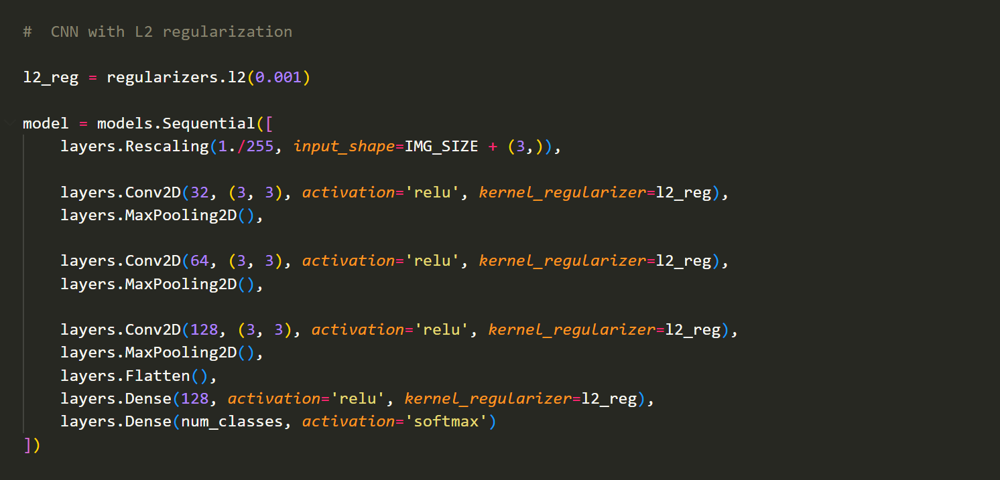 #  CNN with L2 regularization
l2_reg = regularizers.l2(0.001)
model = models.Sequential([
    layers.Rescaling(1./255, input_shape=IMG_SIZE + (3,)),
    layers.Conv2D(32, (3, 3), activation='relu', kernel_regularizer=l2_reg),
    layers.MaxPooling2D(),
    layers.Conv2D(64, (3, 3), activation='relu', kernel_regularizer=l2_reg),
    layers.MaxPooling2D(),
    layers.Conv2D(128, (3, 3), activation='relu', kernel_regularizer=l2_reg),
    layers.MaxPooling2D(),
    layers.Flatten(),
    layers.Dense(128, activation='relu', kernel_regularizer=l2_reg),
    layers.Dense(num_classes, activation='softmax')
])